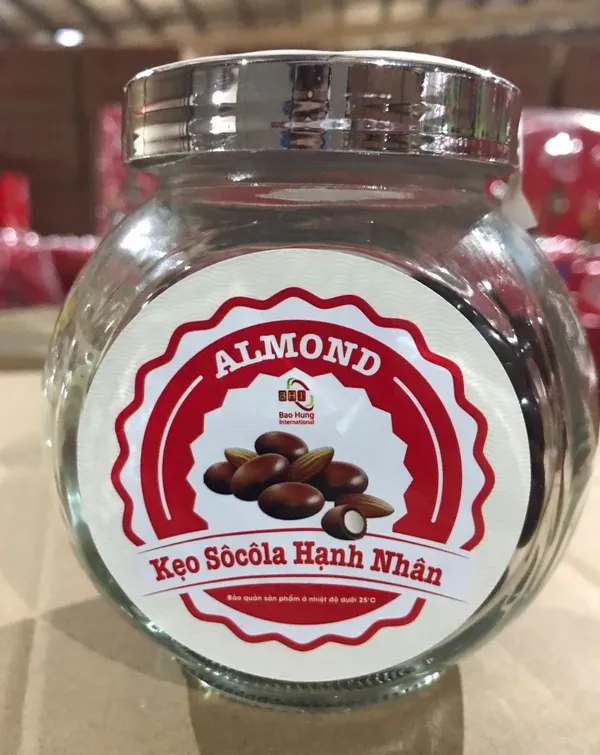 ALMOND
BHI
Bao Hung
International
Kẹo Sôcôla Hạnh Nhân
Bảo quản sản phẩm ở nhiệt độ dưới 25°C